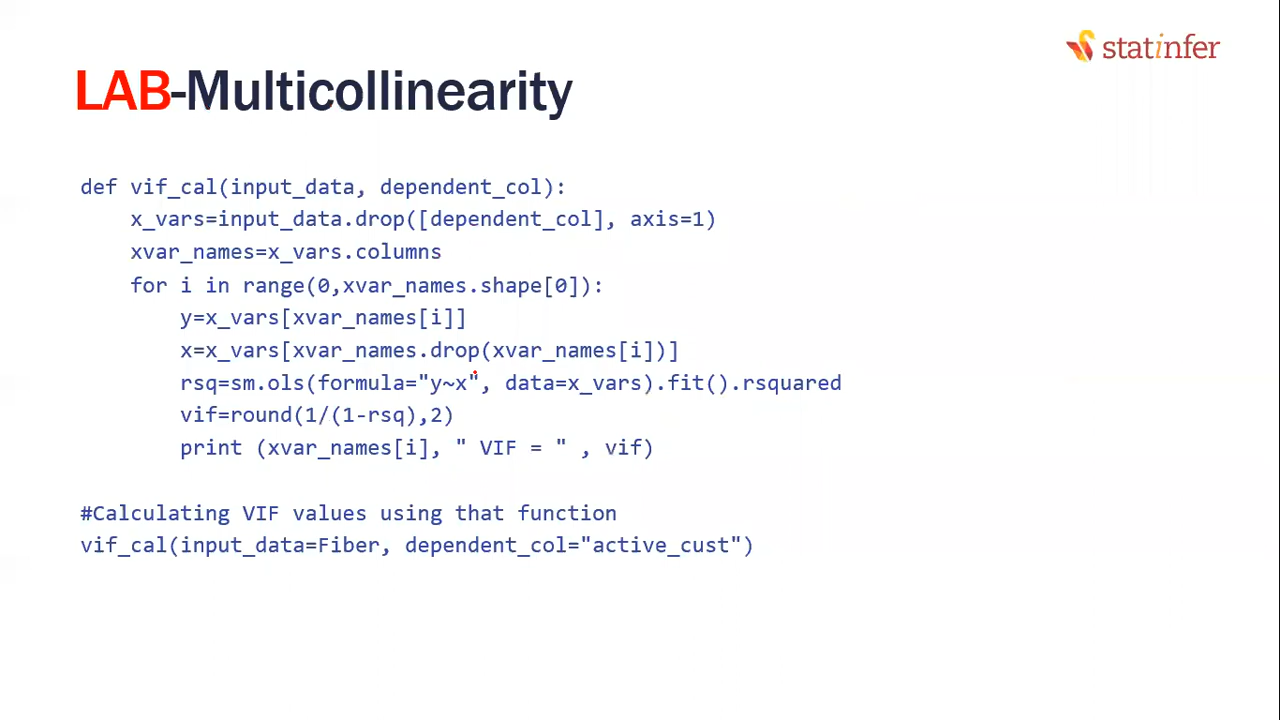 statinfer
LAB-Multicollinearity
def vif_cal(input_data, dependent_col):
    x_vars=input_data.drop([dependent_col], axis=1)
    xvar_names=x_vars.columns
    for i in range(0,xvar_names.shape[0]):
        y=x_vars[xvar_names[i]]
        x=x_vars[xvar_names.drop(xvar_names[i])]
        rsq=sm.ols(formula="y~x", data=x_vars).fit().rsquared
        vif=round(1/(1-rsq),2)
        print (xvar_names[i], " VIF = " , vif)
#Calculating VIF values using that function
vif_cal(input_data=Fiber, dependent_col="active_cust")